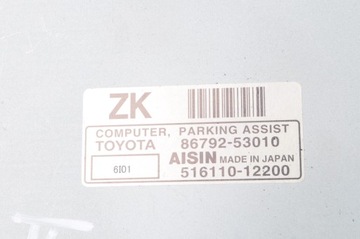 ZK
COMPUTER, PARKING ASSIST
TOYOTA 86792-53010
6I01 AISIN MADE IN JAPAN
516110-12200